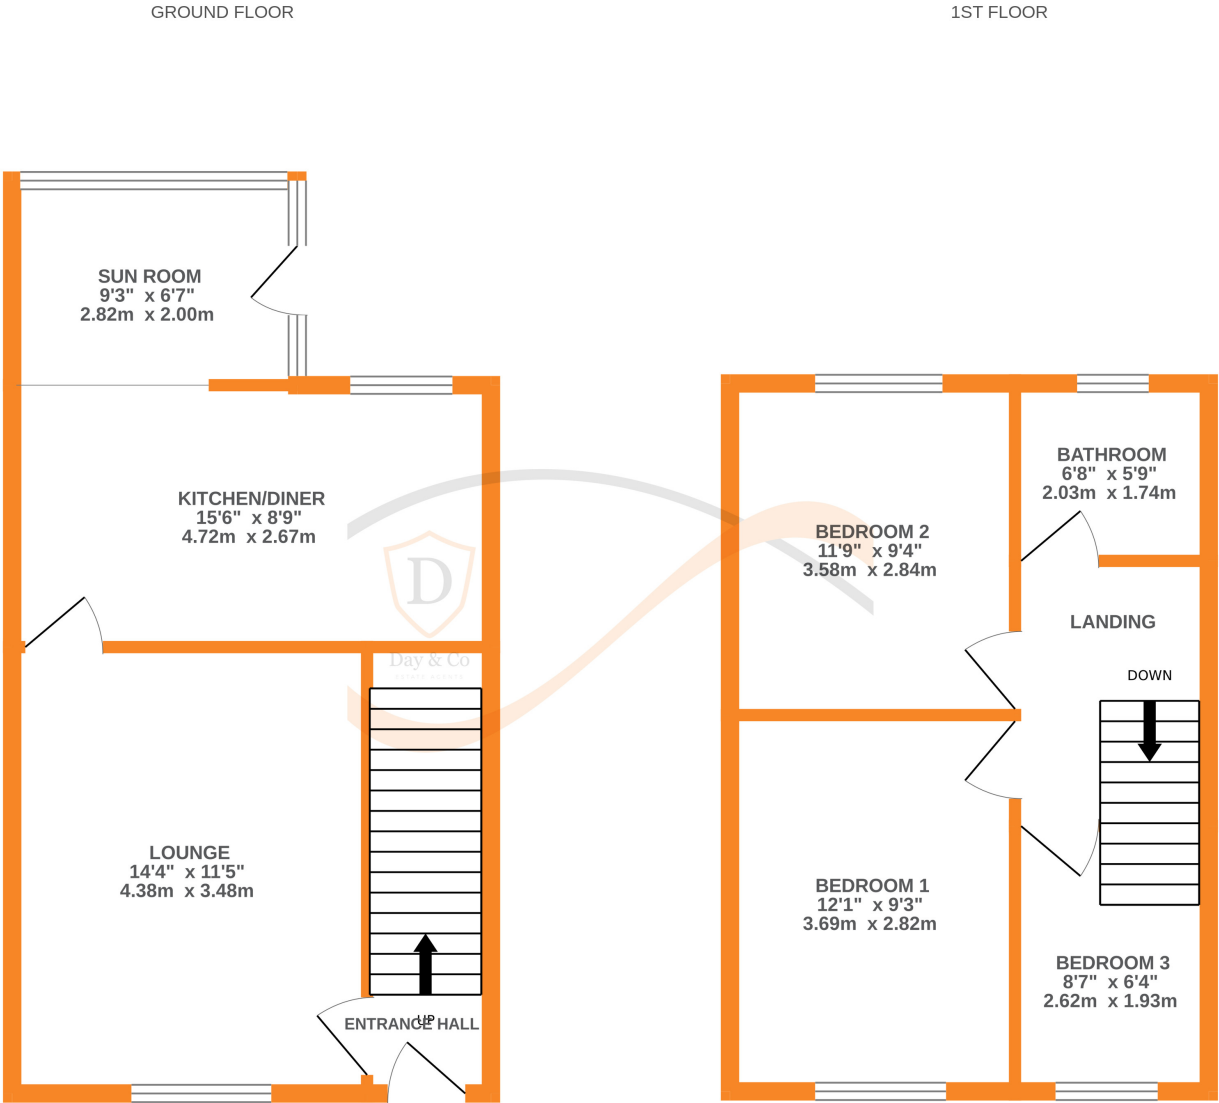 GROUND FLOOR
1ST FLOOR
SUN ROOM
9'3" x 6'7"
2.82m x 2.00m
KITCHEN/DINER
15'6" x 8'9"
4.72m x 2.67m
D
Day & Co
ESTATE AGENTS
LOUNGE
14'4" x 11'5"
4.38m x 3.48m
UP
ENTRANCE HALL
BATHROOM
6'8" x 5'9"
2.03m x 1.74m
BEDROOM 2
11'9" x 9'4"
3.58m x 2.84m
LANDING
DOWN
BEDROOM 1
12'1" x 9'3"
3.69m x 2.82m
BEDROOM 3
8'7" x 6'4"
2.62m x 1.93m